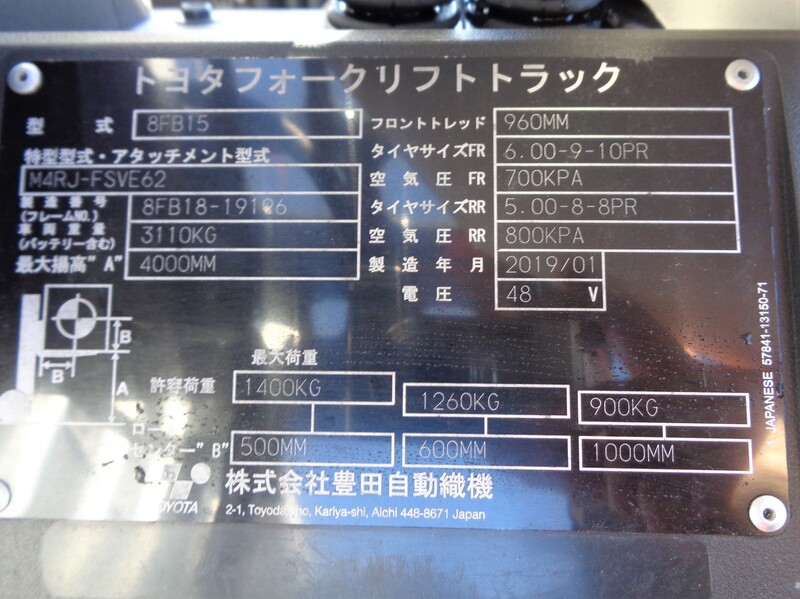 トヨタフォークリフトトラック
型式 8FB15 フロントトレッド 960MM
特型型式・アタッチメント型式 タイヤサイズFR 6.00-9-10PR
M4RJ-FSVE62 空気圧FR 700KPA
製造番号
(フレームNO.) 8FB18-19196 タイヤサイズRR 5.00-8-8PR
車両重量
(バッテリー含む) 3110KG 空気圧RR 800KPA
最大揚高"A" 4000MM 製造年月 2019/01
電圧 48 V
B
B
A
最大荷重
許容荷重 1400KG 1260KG 900KG
ロード
センター"B" 500MM 600MM 1000MM
TOYOTA
株式会社豊田自動織機
2-1, Toyoda-cho, Kariya-shi, Aichi 448-8671 Japan
JAPANESE 57841-13150-71